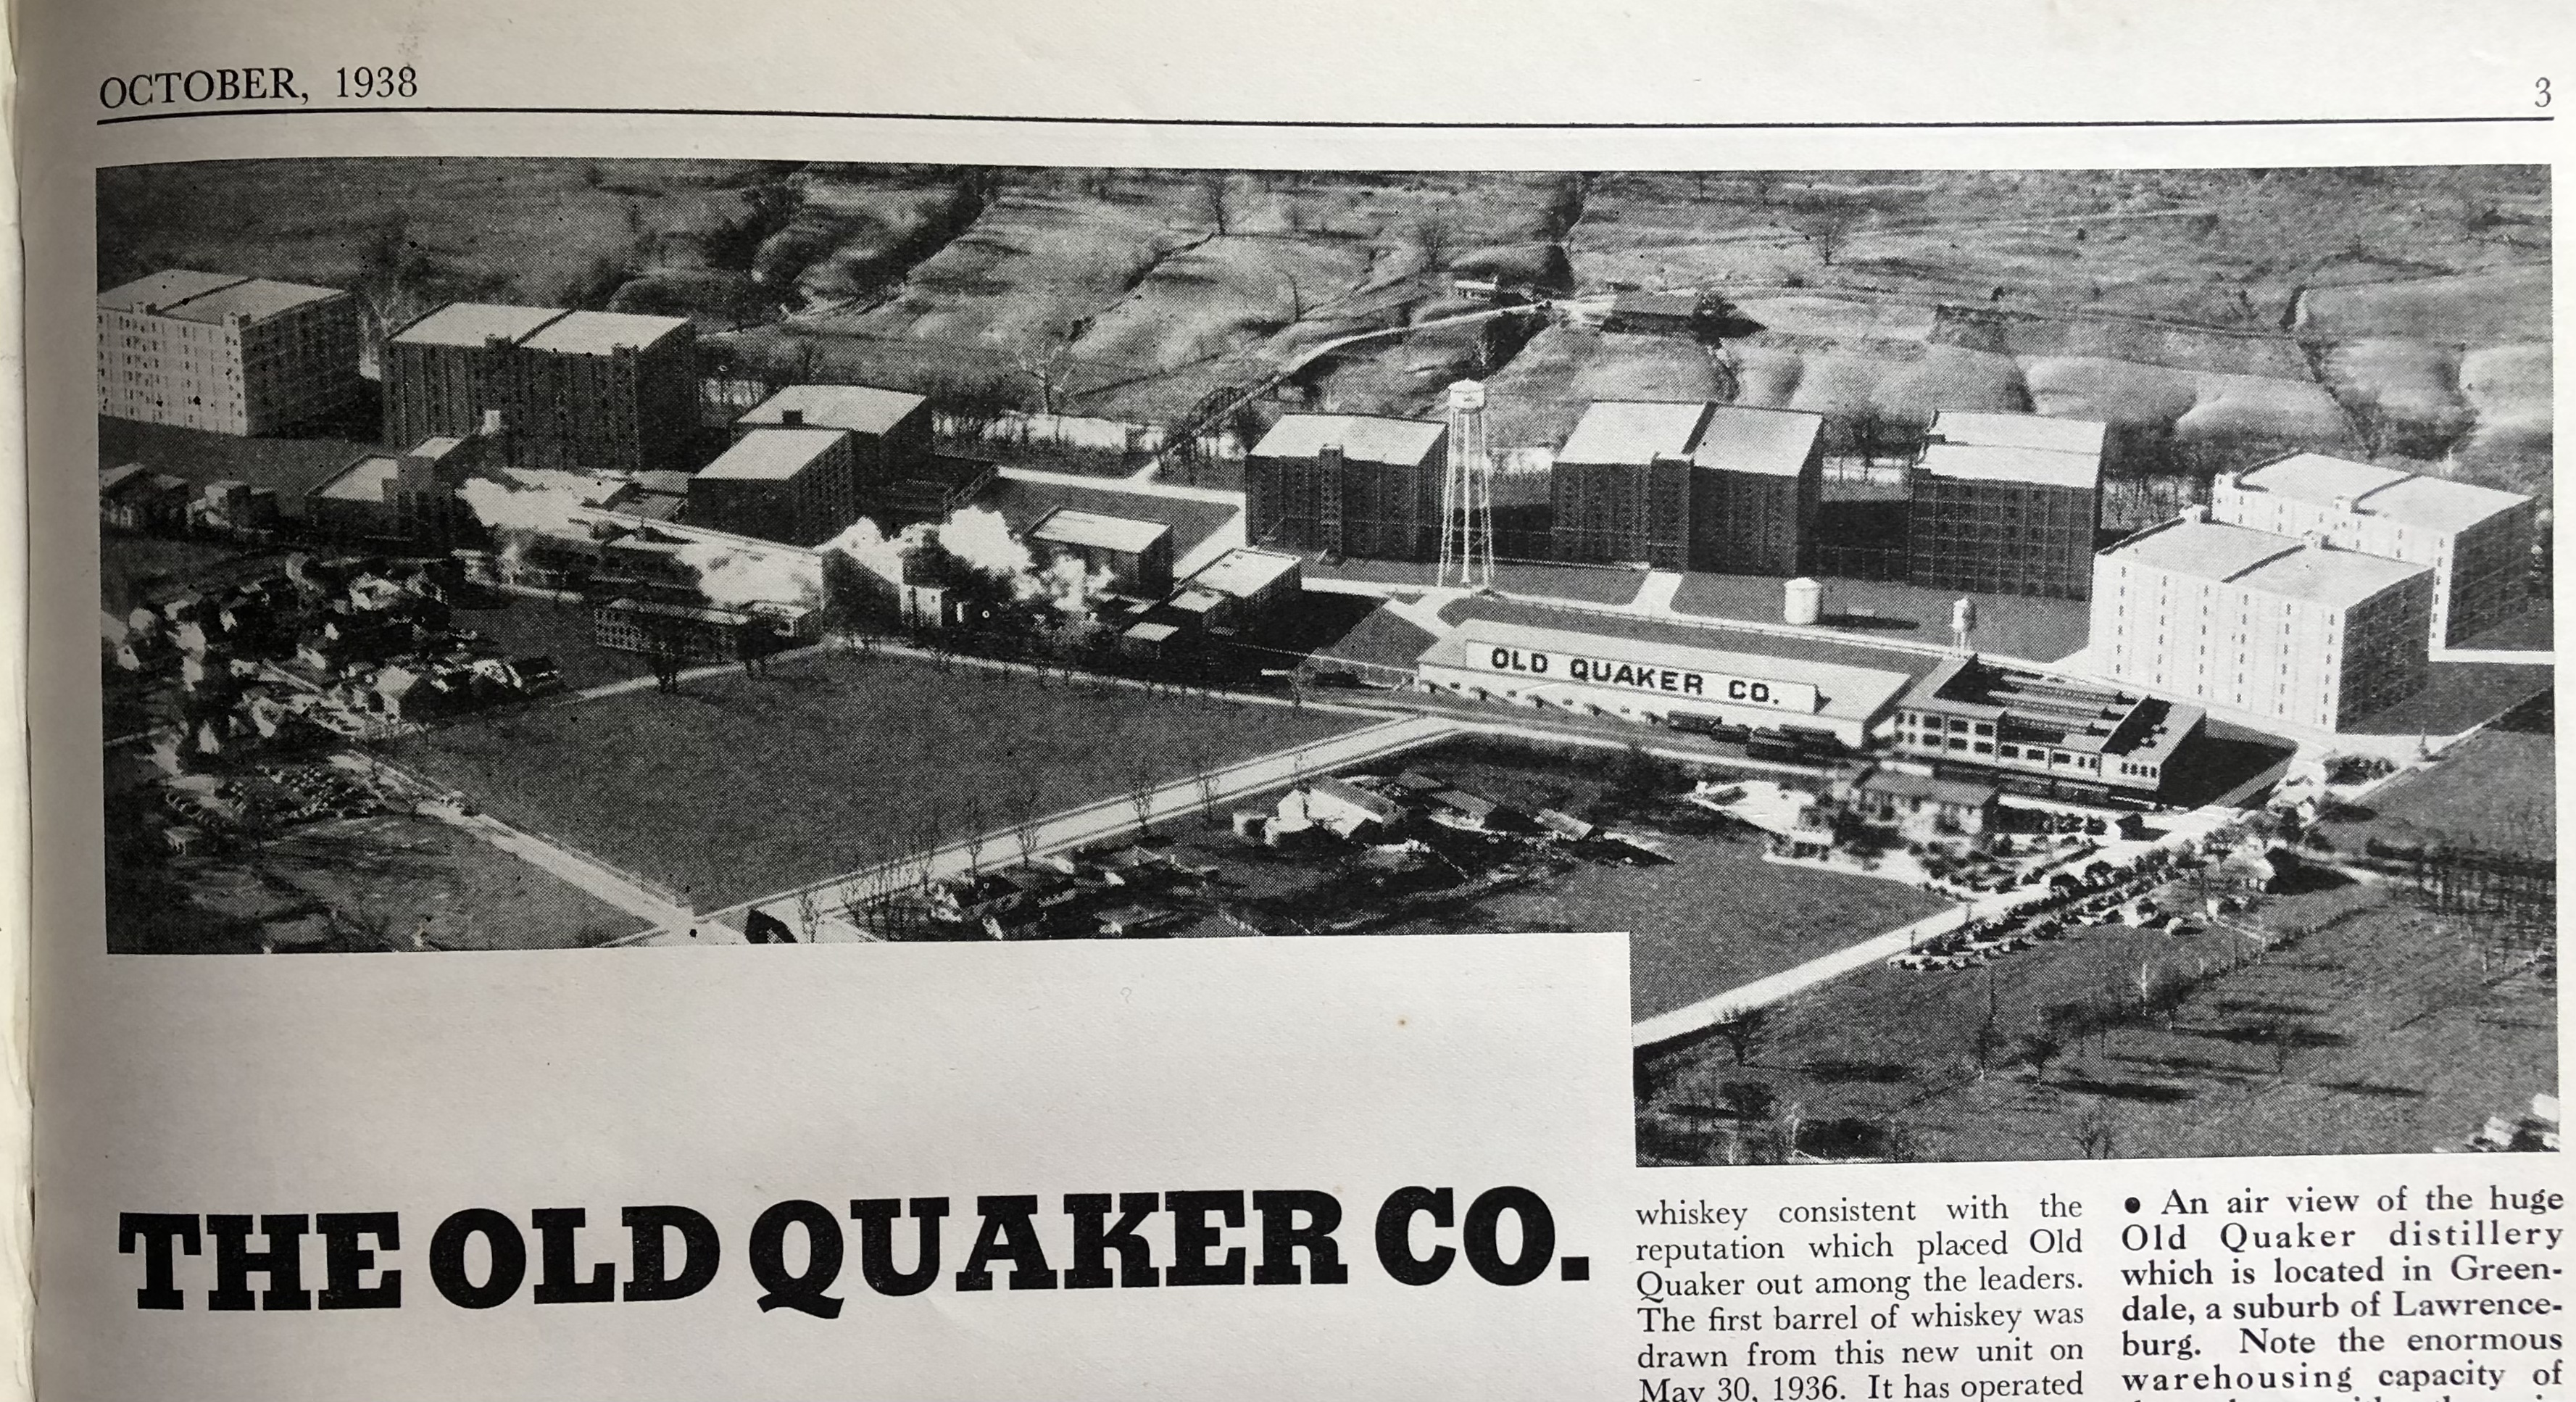 OCTOBER, 1938
3
OLD QUAKER CO.
THE OLD QUAKER CO.
whiskey consistent with the
reputation which placed Old
Quaker out among the leaders.
The first barrel of whiskey was
drawn from this new unit on
May 30, 1936. It has operated
• An air view of the huge
Old Quaker distillery
which is located in Green-
dale, a suburb of Lawrence-
burg. Note the enormous
warehousing capacity of